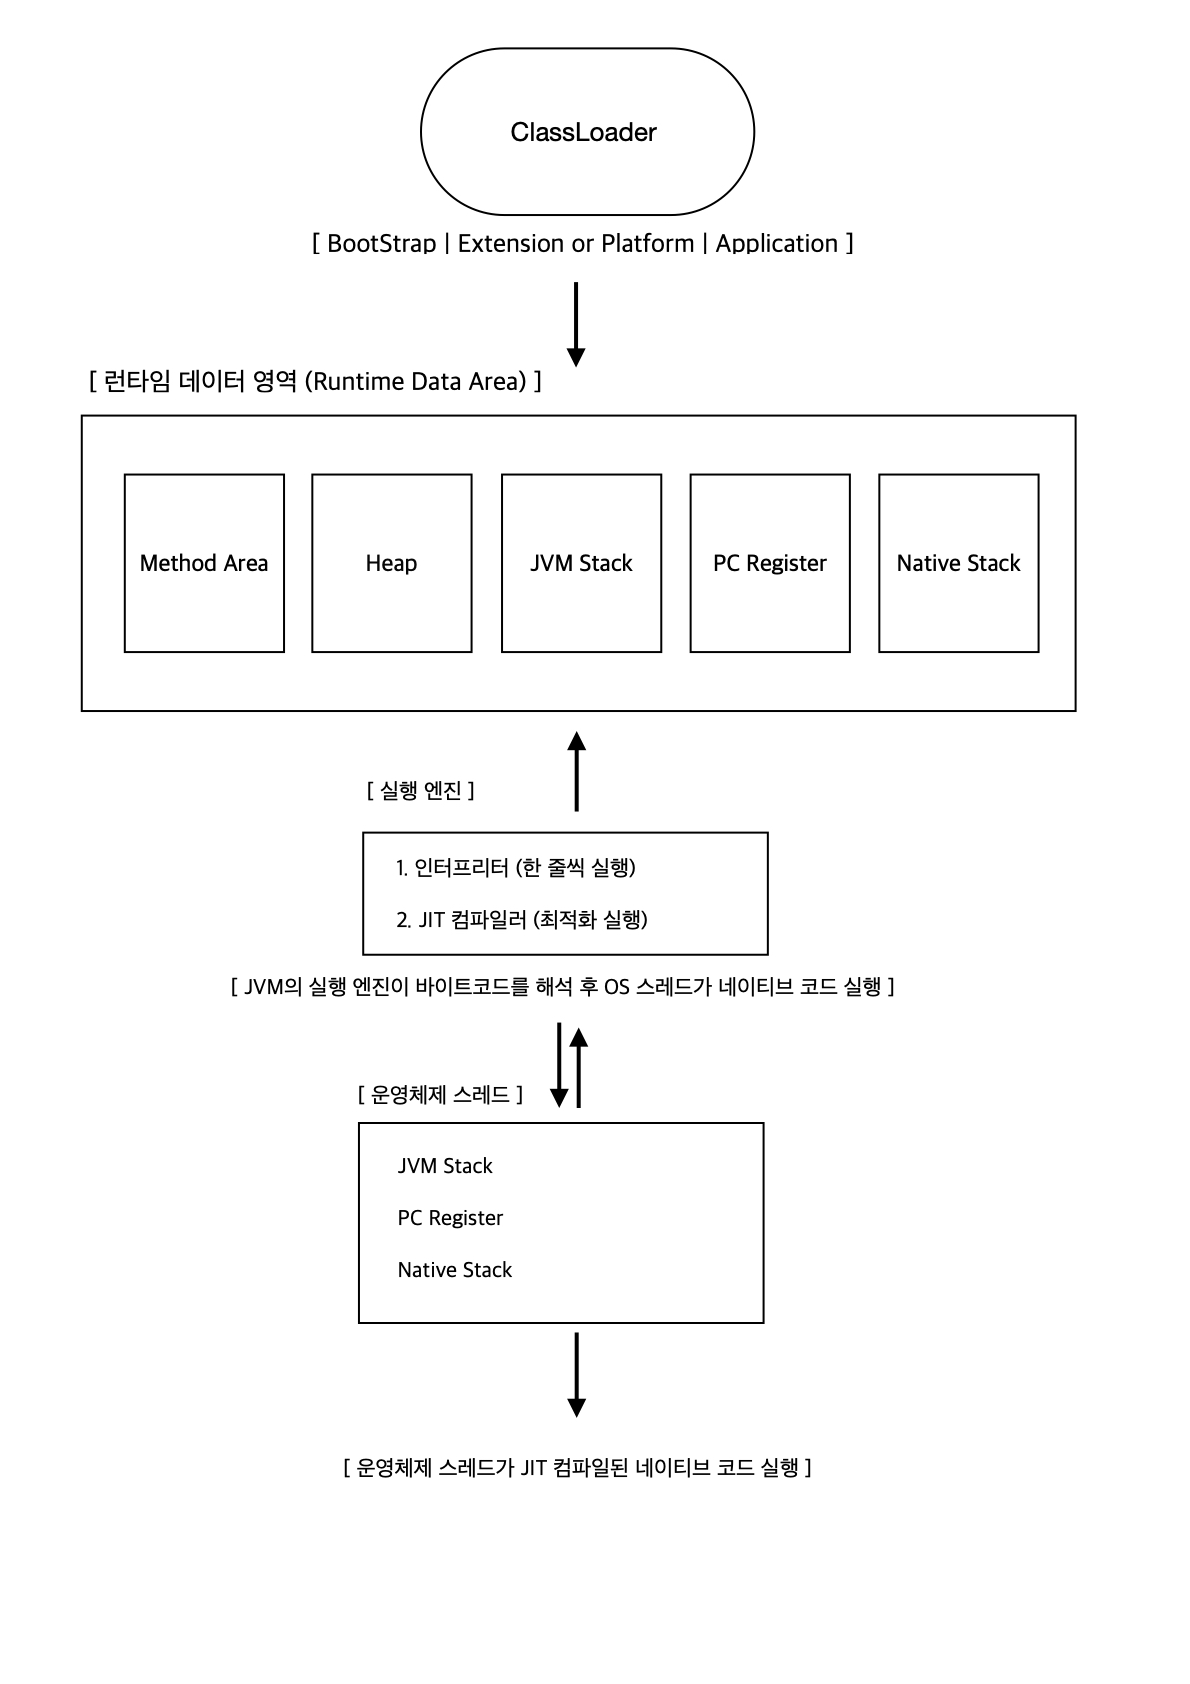 ClassLoader
[ BootStrap | Extension or Platform | Application ]
[ 런타임 데이터 영역 (Runtime Data Area) ]
Method Area
Heap
JVM Stack
PC Register
Native Stack
[ 실행 엔진 ]
1. 인터프리터 (한 줄씩 실행)
2. JIT 컴파일러 (최적화 실행)
[ JVM의 실행 엔진이 바이트코드를 해석 후 OS 스레드가 네이티브 코드 실행 ]
[ 운영체제 스레드 ]
JVM Stack
PC Register
Native Stack
[ 운영체제 스레드가 JIT 컴파일된 네이티브 코드 실행 ]